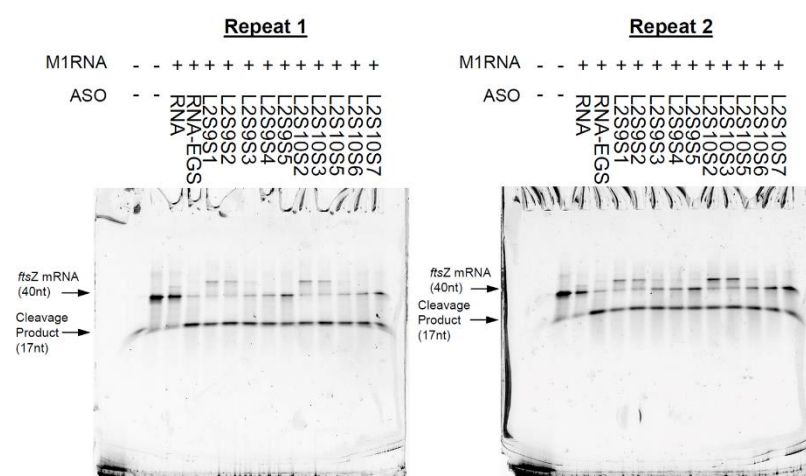 Repeat 1
M1RNA - - + + + + + + + + + + + +
ASO - - RNA RNA-EGS L2S9S1 L2S9S2 L2S9S3 L2S9S4 L2S9S5 L2S10S2 L2S10S3 L2S10S5 L2S10S6 L2S10S7
ftsZ mRNA
(40nt)
Cleavage
Product
(17nt)
Repeat 2
M1RNA - - + + + + + + + + + + + +
ASO - - RNA RNA-EGS L2S9S1 L2S9S2 L2S9S3 L2S9S4 L2S9S5 L2S10S2 L2S10S3 L2S10S5 L2S10S6 L2S10S7
ftsZ mRNA
(40nt)
Cleavage
Product
(17nt)